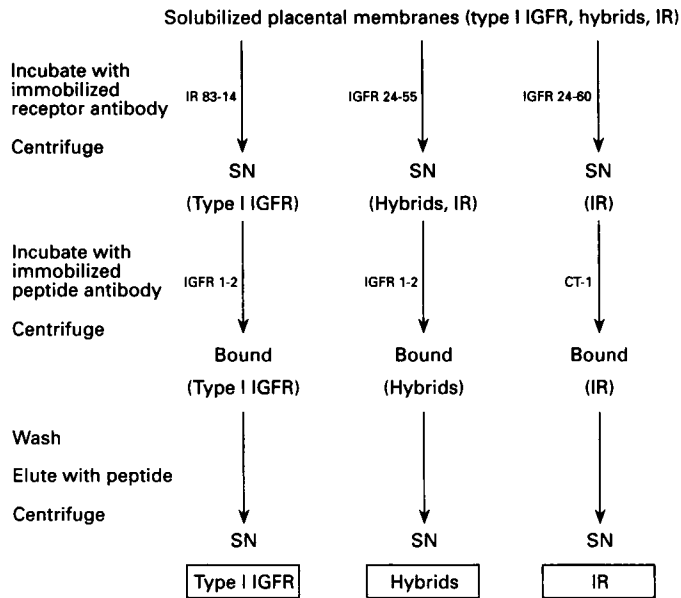 Solubilized placental membranes (type I IGFR, hybrids, IR)
Incubate with
immobilized
receptor antibody
IR 83-14
IGFR 24-55
IGFR 24-60
Centrifuge
SN
SN
SN
(Type I IGFR)
(Hybrids, IR)
(IR)
Incubate with
immobilized
peptide antibody
IGFR 1-2
IGFR 1-2
CT-1
Centrifuge
Bound
Bound
Bound
(Type I IGFR)
(Hybrids)
(IR)
Wash
Elute with peptide
Centrifuge
SN
SN
SN
Type I IGFR
Hybrids
IR